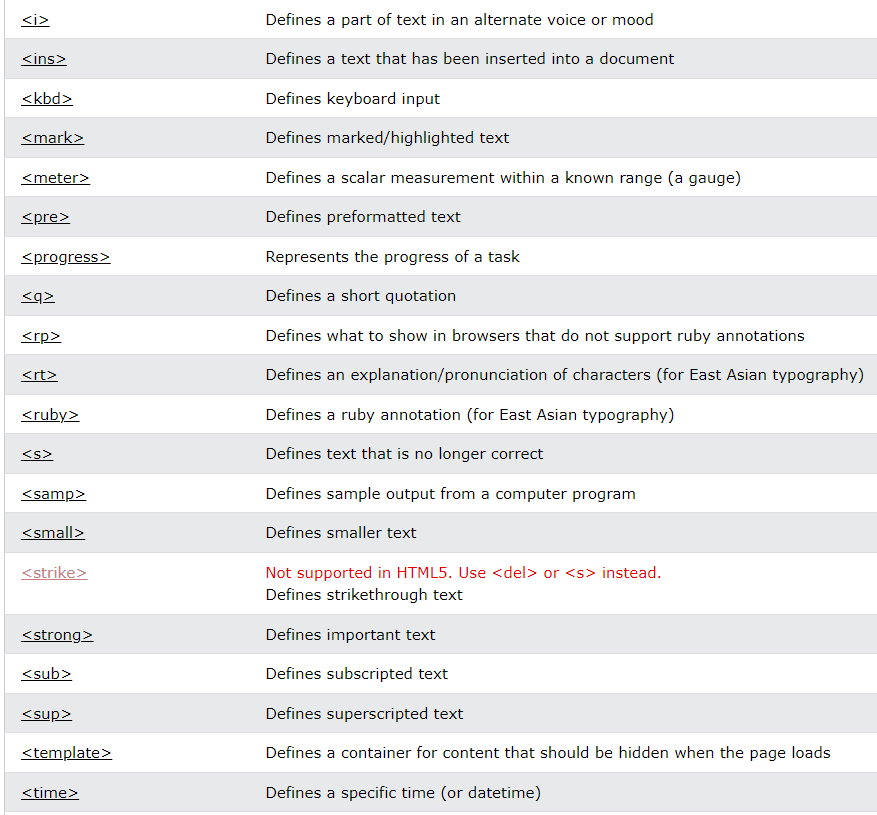 <i> Defines a part of text in an alternate voice or mood
<ins> Defines a text that has been inserted into a document
<kbd> Defines keyboard input
<mark> Defines marked/highlighted text
<meter> Defines a scalar measurement within a known range (a gauge)
<pre> Defines preformatted text
<progress> Represents the progress of a task
<q> Defines a short quotation
<rp> Defines what to show in browsers that do not support ruby annotations
<rt> Defines an explanation/pronunciation of characters (for East Asian typography)
<ruby> Defines a ruby annotation (for East Asian typography)
<s> Defines text that is no longer correct
<samp> Defines sample output from a computer program
<small> Defines smaller text
<strike> Not supported in HTML5. Use <del> or <s> instead.
Defines strikethrough text
<strong> Defines important text
<sub> Defines subscripted text
<sup> Defines superscripted text
<template> Defines a container for content that should be hidden when the page loads
<time> Defines a specific time (or datetime)